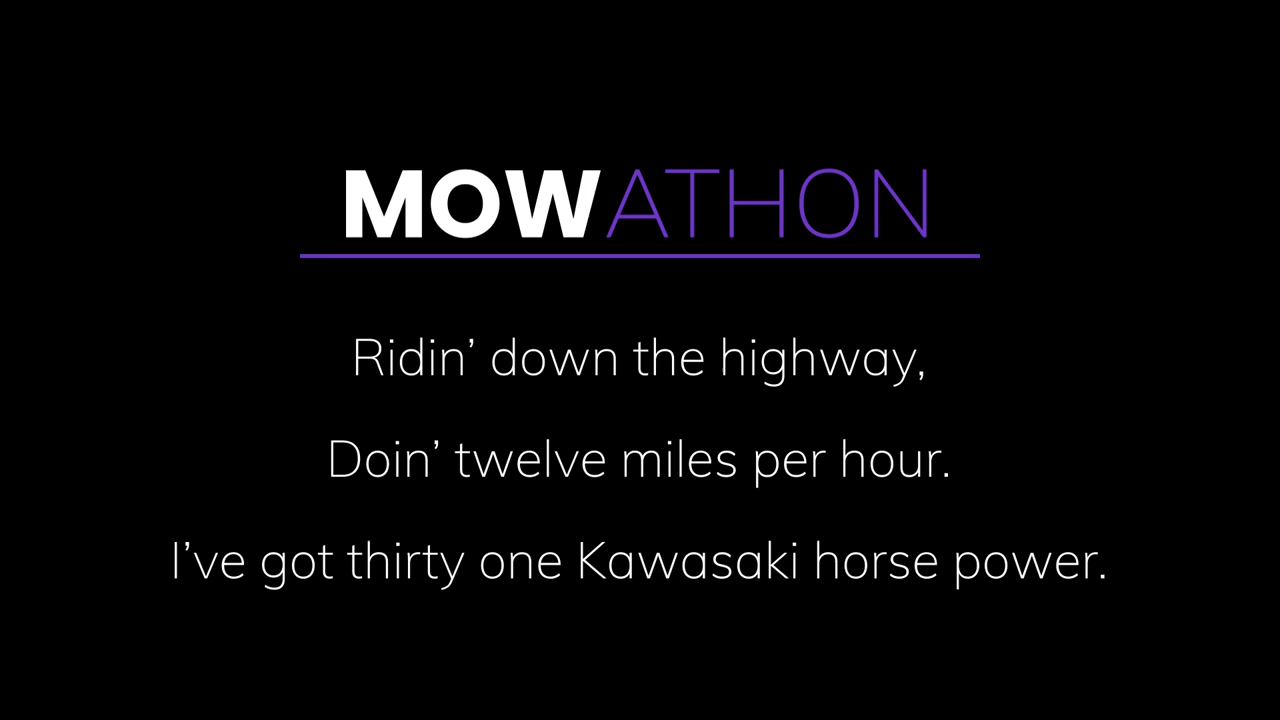 MOWATHON
Ridin’ down the highway,
Doin’ twelve miles per hour.
I’ve got thirty one Kawasaki horse power.